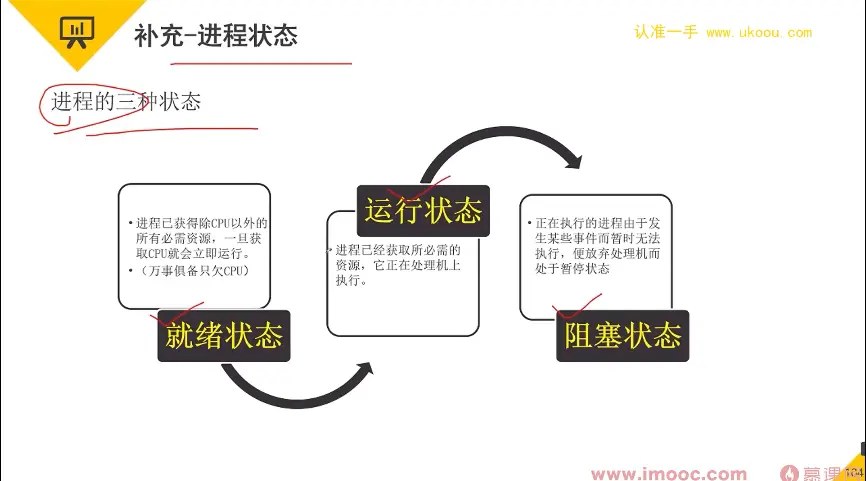 补充-进程状态
认准一手 www.ukoou.com
进程的三种状态
• 进程已获得除CPU以外的
所有必需资源，一旦获
取CPU就会立即运行。
• （万事俱备只欠CPU）
就绪状态
运行状态
• 进程已经获取所必需的
资源，它正在处理机上
执行。
• 正在执行的进程由于发
生某些事件而暂时无法
执行，便放弃处理机而
处于暂停状态
阻塞状态
www.imooc.com
慕课
104